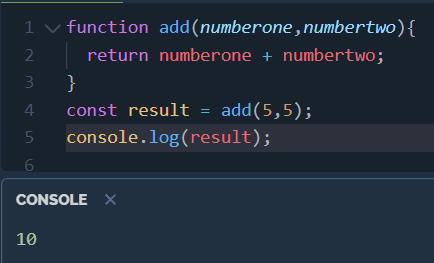 1 function add(numberone,numbertwo){
2   return numberone + numbertwo;
3 }
4 const result = add(5,5);
5 console.log(result);
6
CONSOLE ×
10